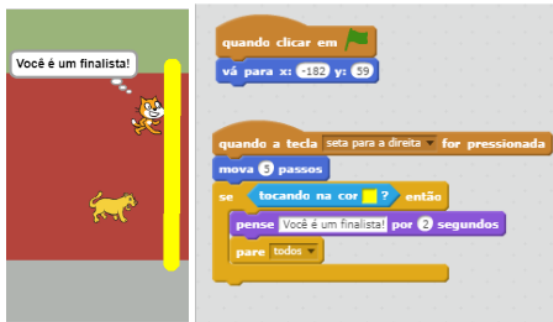 Você é um finalista!
quando clicar em
vá para x: -182 y: 59
quando a tecla seta para a direita for pressionada
mova 5 passos
se tocando na cor ? então
pense Você é um finalista! por 2 segundos
pare todos